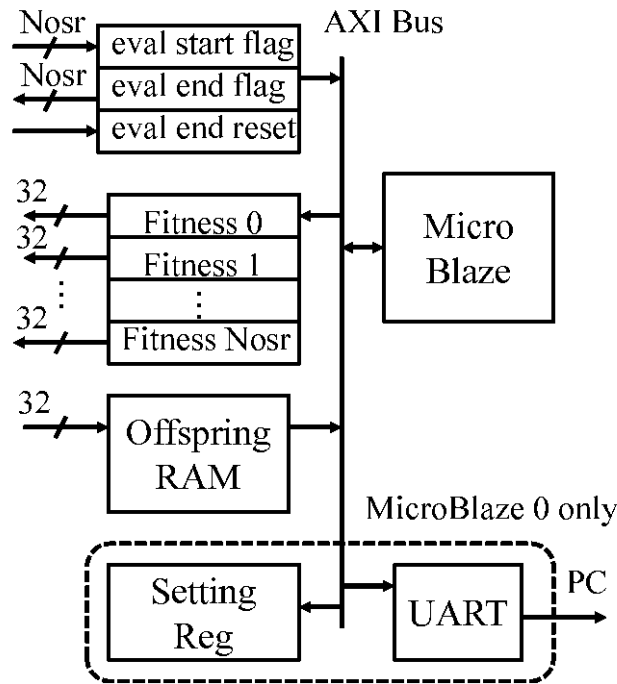 Nosr
eval start flag
AXI Bus
Nosr
eval end flag
eval end reset
32
Fitness 0
32
Fitness 1
32
Fitness Nosr
Micro
Blaze
32
Offspring
RAM
MicroBlaze 0 only
Setting
Reg
UART
PC